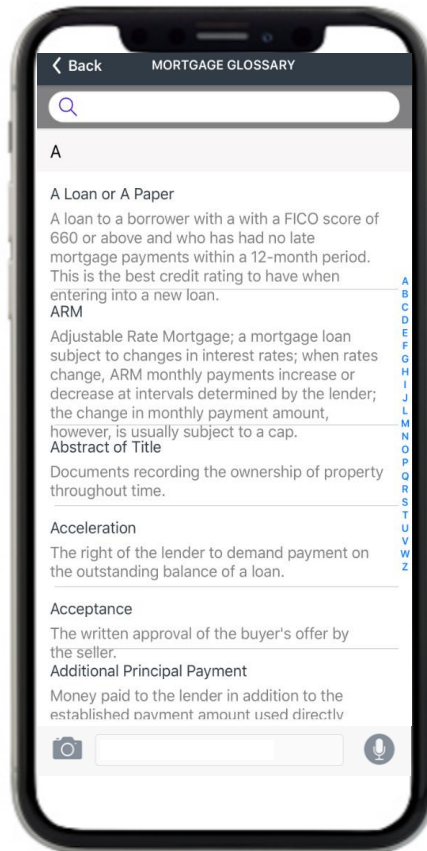 Back MORTGAGE GLOSSARY
A
A Loan or A Paper
A loan to a borrower with a with a FICO score of
660 or above and who has had no late
mortgage payments within a 12-month period.
This is the best credit rating to have when
entering into a new loan.
ARM
Adjustable Rate Mortgage; a mortgage loan
subject to changes in interest rates; when rates
change, ARM monthly payments increase or
decrease at intervals determined by the lender;
the change in monthly payment amount,
however, is usually subject to a cap.
Abstract of Title
Documents recording the ownership of property
throughout time.
Acceleration
The right of the lender to demand payment on
the outstanding balance of a loan.
Acceptance
The written approval of the buyer's offer by
the seller.
Additional Principal Payment
Money paid to the lender in addition to the
established payment amount used directly
A
B
C
D
E
F
G
H
I
J
L
M
N
O
P
Q
R
S
T
U
V
W
Z